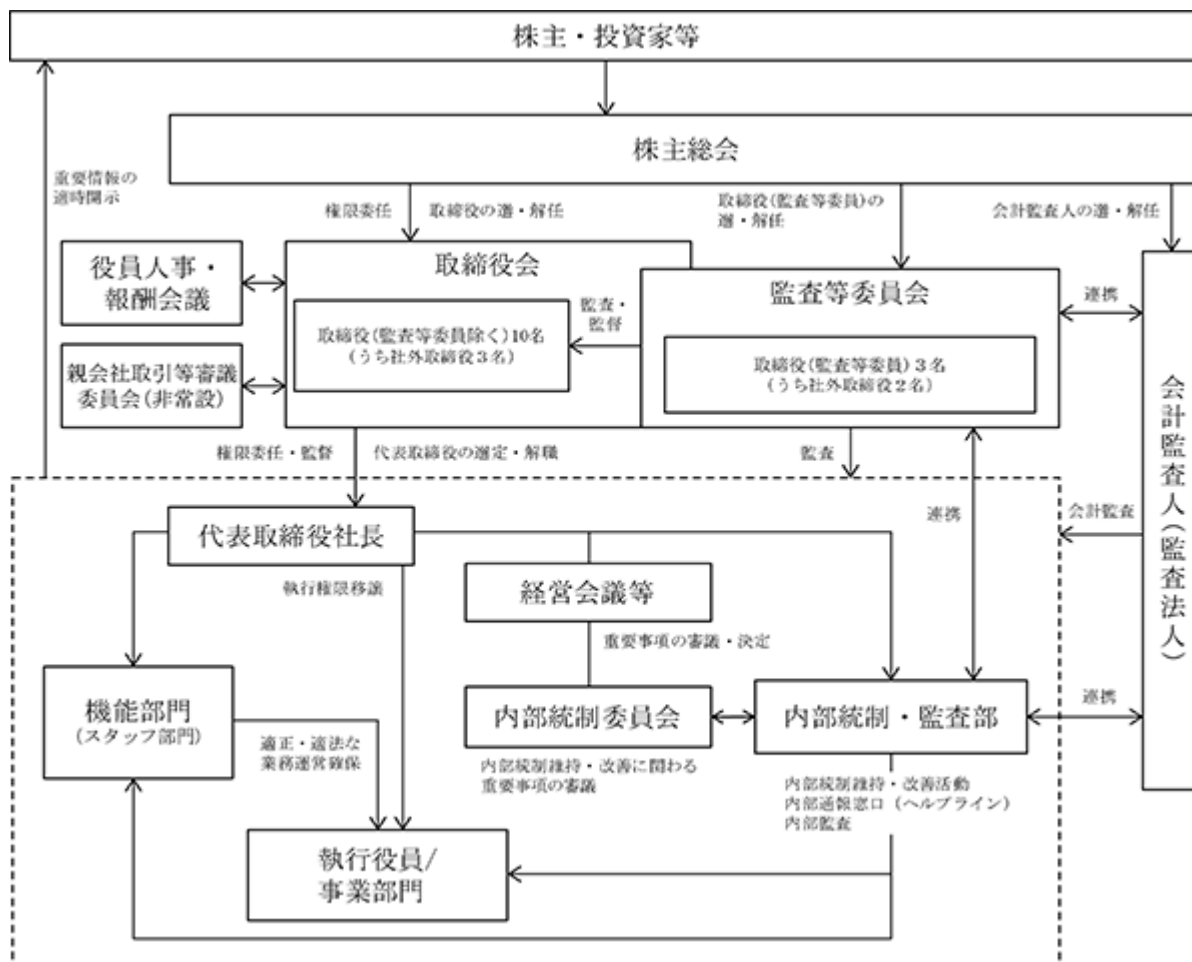 株主・投資家等
株主総会
重要情報の
適時開示
権限委任
取締役の選・解任
取締役(監査等委員)の
選・解任
会計監査人の選・解任
役員人事・
報酬会議
取締役会
監査等委員会
連携
取締役(監査等委員除く)10名
(うち社外取締役3名)
監査・
監督
取締役(監査等委員)3名
(うち社外取締役2名)
親会社取引等審議
委員会(非常設)
会計監査人(監査法人)
権限委任・監督
代表取締役の選定・解職
監査
代表取締役社長
連携
会計監査
執行権限移譲
経営会議等
重要事項の審議・決定
機能部門
(スタッフ部門)
内部統制委員会
内部統制・監査部
連携
適正・適法な
業務運営確保
内部統制維持・改善に関わる
重要事項の審議
内部統制維持・改善活動
内部通報窓口(ヘルプライン)
内部監査
執行役員/
事業部門